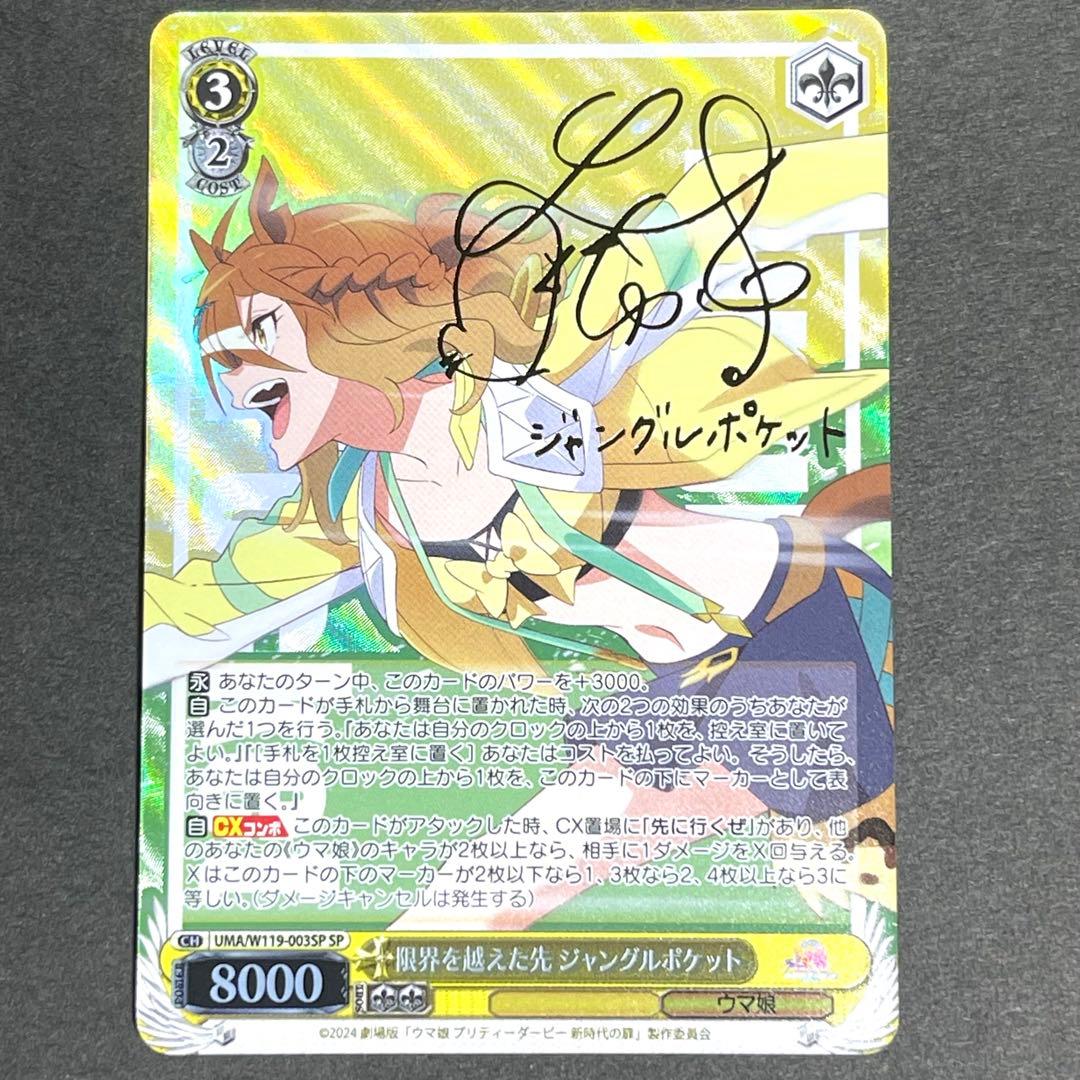 LEVEL
3
2
COST
ジャングルポケット
永 あなたのターン中、このカードのパワーを＋3000。
自 このカードが手札から舞台に置かれた時、次の2つの効果のうちあなたが
選んだ1つを行う。「あなたは自分のクロックの上から1枚を、控え室に置いて
よい。」「［手札を1枚控え室に置く］ あなたはコストを払ってよい。そうしたら、
あなたは自分のクロックの上から1枚を、このカードの下にマーカーとして表
向きに置く。」
自 CXコンボ このカードがアタックした時、CX置場に「先に行くぜ」があり、他
のあなたの《ウマ娘》のキャラが2枚以上なら、相手に1ダメージをX回与える。
Xはこのカードの下のマーカーが2枚以下なら1、3枚なら2、4枚以上なら3に
等しい。（ダメージキャンセルは発生する）
CH UMA/W119-003SP SP
限界を越えた先 ジャングルポケット
8000
ウマ娘
©2024 劇場版「ウマ娘 プリティーダービー 新時代の扉」製作委員会